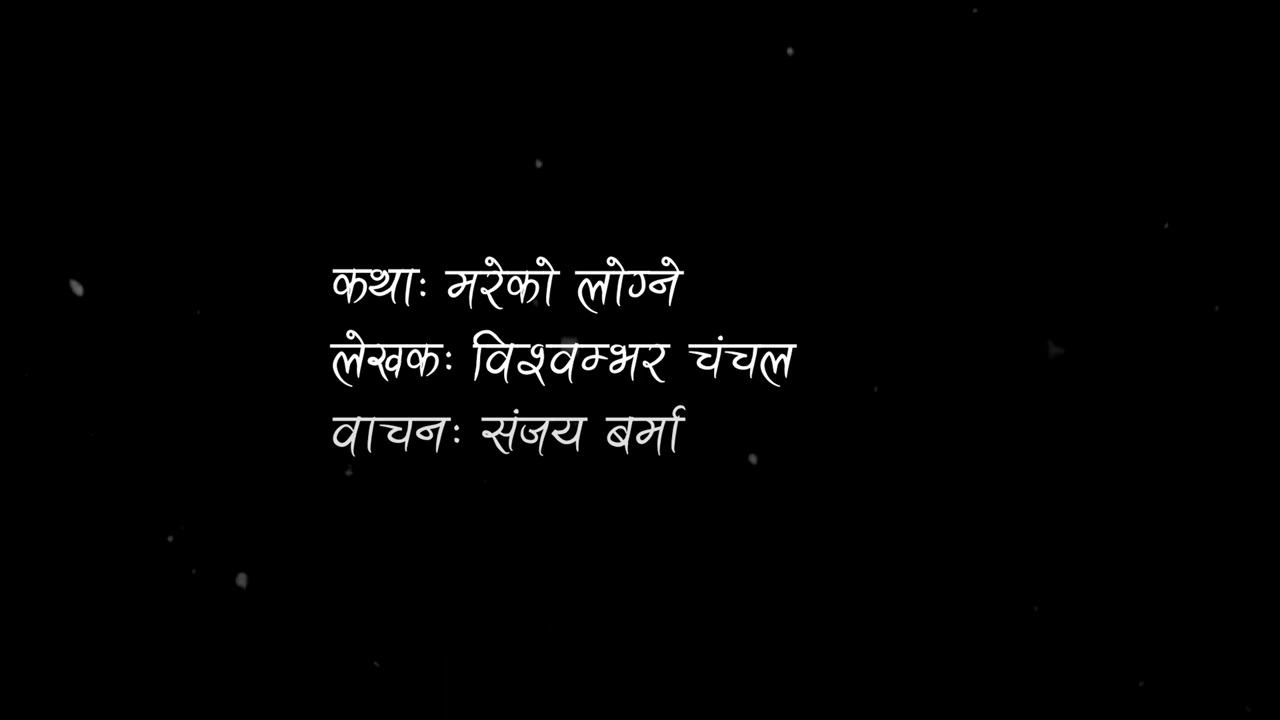 कथाः मरेको लोग्ने
लेखकः विश्वम्भर चंचल
वाचनः संजय बर्मा